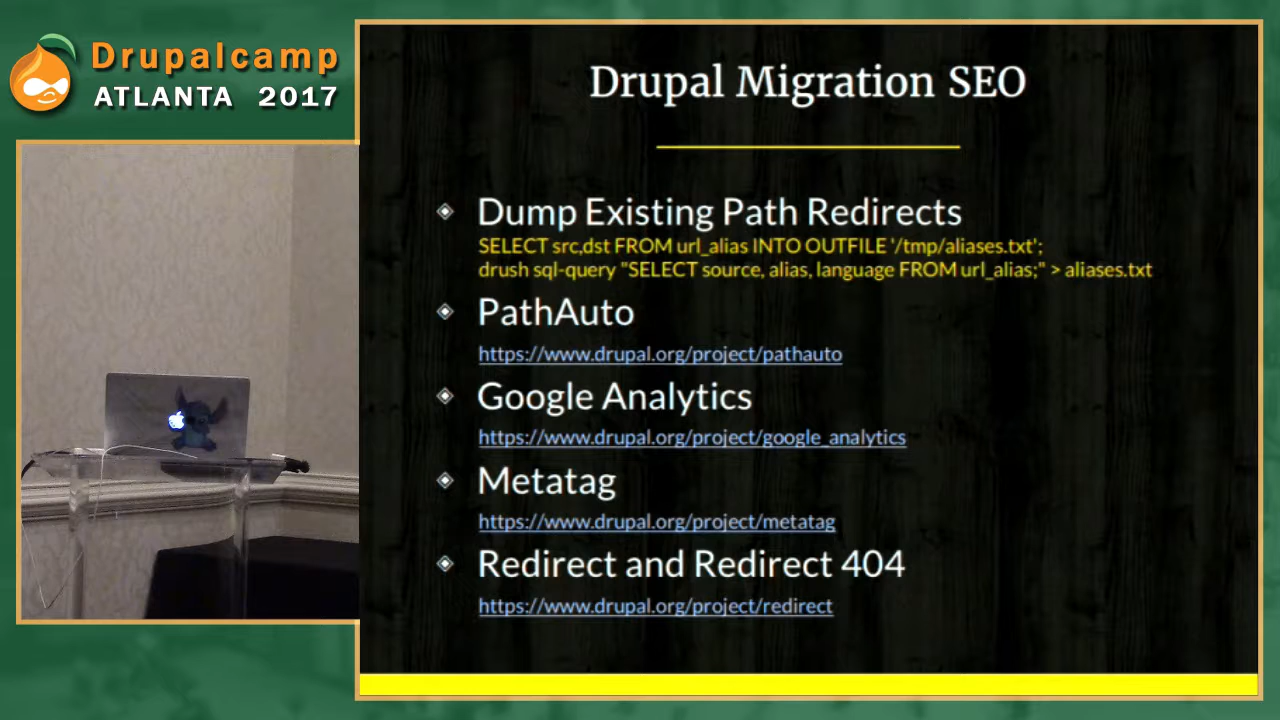 Drupalcamp
ATLANTA 2017
Drupal Migration SEO
Dump Existing Path Redirects
SELECT src,dst FROM url_alias INTO OUTFILE '/tmp/aliases.txt';
drush sql-query "SELECT source, alias, language FROM url_alias;" > aliases.txt
PathAuto
https://www.drupal.org/project/pathauto
Google Analytics
https://www.drupal.org/project/google_analytics
Metatag
https://www.drupal.org/project/metatag
Redirect and Redirect 404
https://www.drupal.org/project/redirect